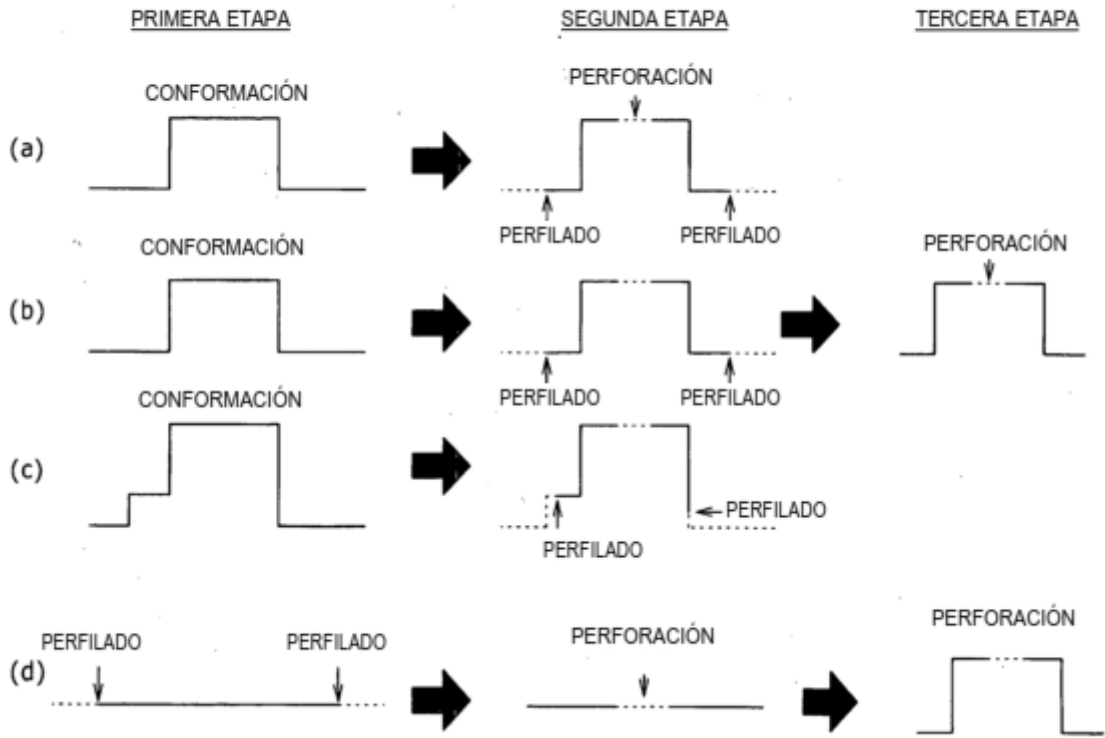 PRIMERA ETAPA
SEGUNDA ETAPA
TERCERA ETAPA
CONFORMACIÓN
PERFORACIÓN
(a)
PERFILADO
PERFILADO
CONFORMACIÓN
PERFORACIÓN
(b)
PERFILADO
PERFILADO
CONFORMACIÓN
(c)
PERFILADO
PERFILADO
PERFORACIÓN
PERFILADO
PERFILADO
PERFORACIÓN
(d)